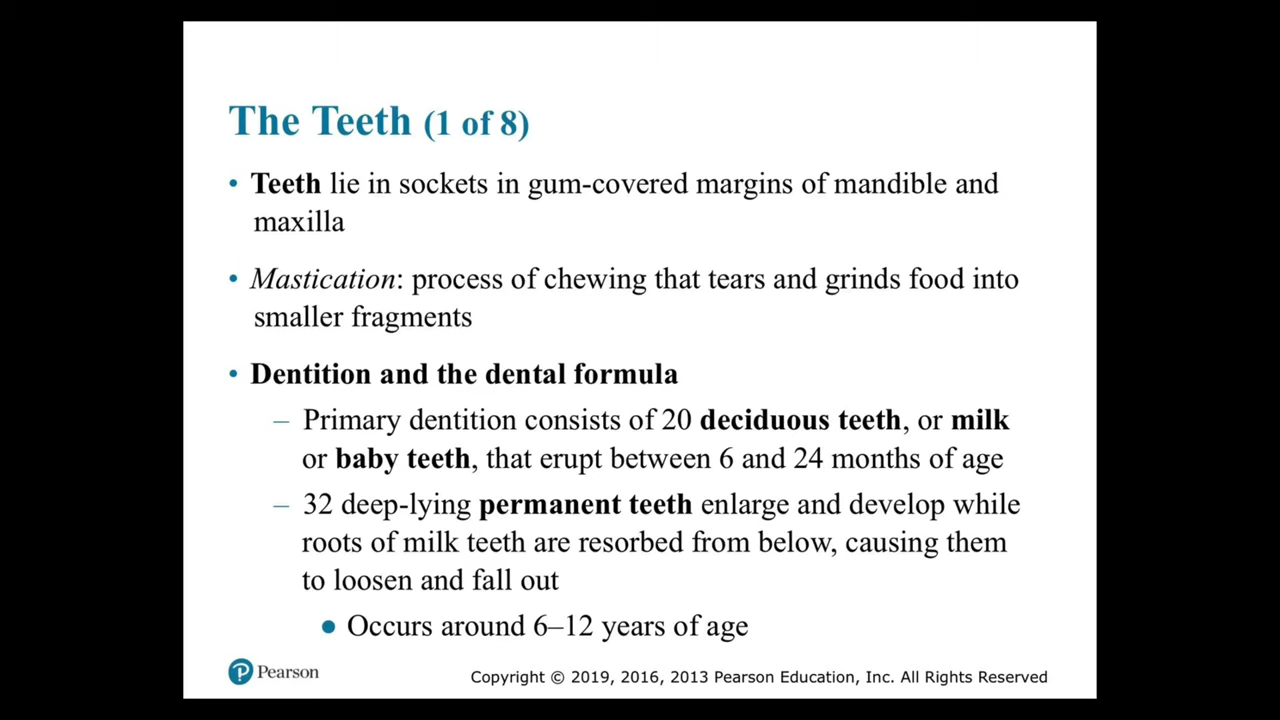 The Teeth (1 of 8)
• Teeth lie in sockets in gum-covered margins of mandible and
maxilla
• Mastication: process of chewing that tears and grinds food into
smaller fragments
• Dentition and the dental formula
– Primary dentition consists of 20 deciduous teeth, or milk
or baby teeth, that erupt between 6 and 24 months of age
– 32 deep-lying permanent teeth enlarge and develop while
roots of milk teeth are resorbed from below, causing them
to loosen and fall out
● Occurs around 6–12 years of age
P Pearson
Copyright © 2019, 2016, 2013 Pearson Education, Inc. All Rights Reserved